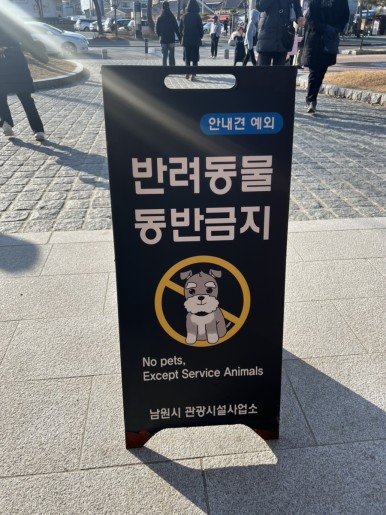 안내견 예외
반려동물
동반금지
No pets,
Except Service Animals
남원시 관광시설사업소